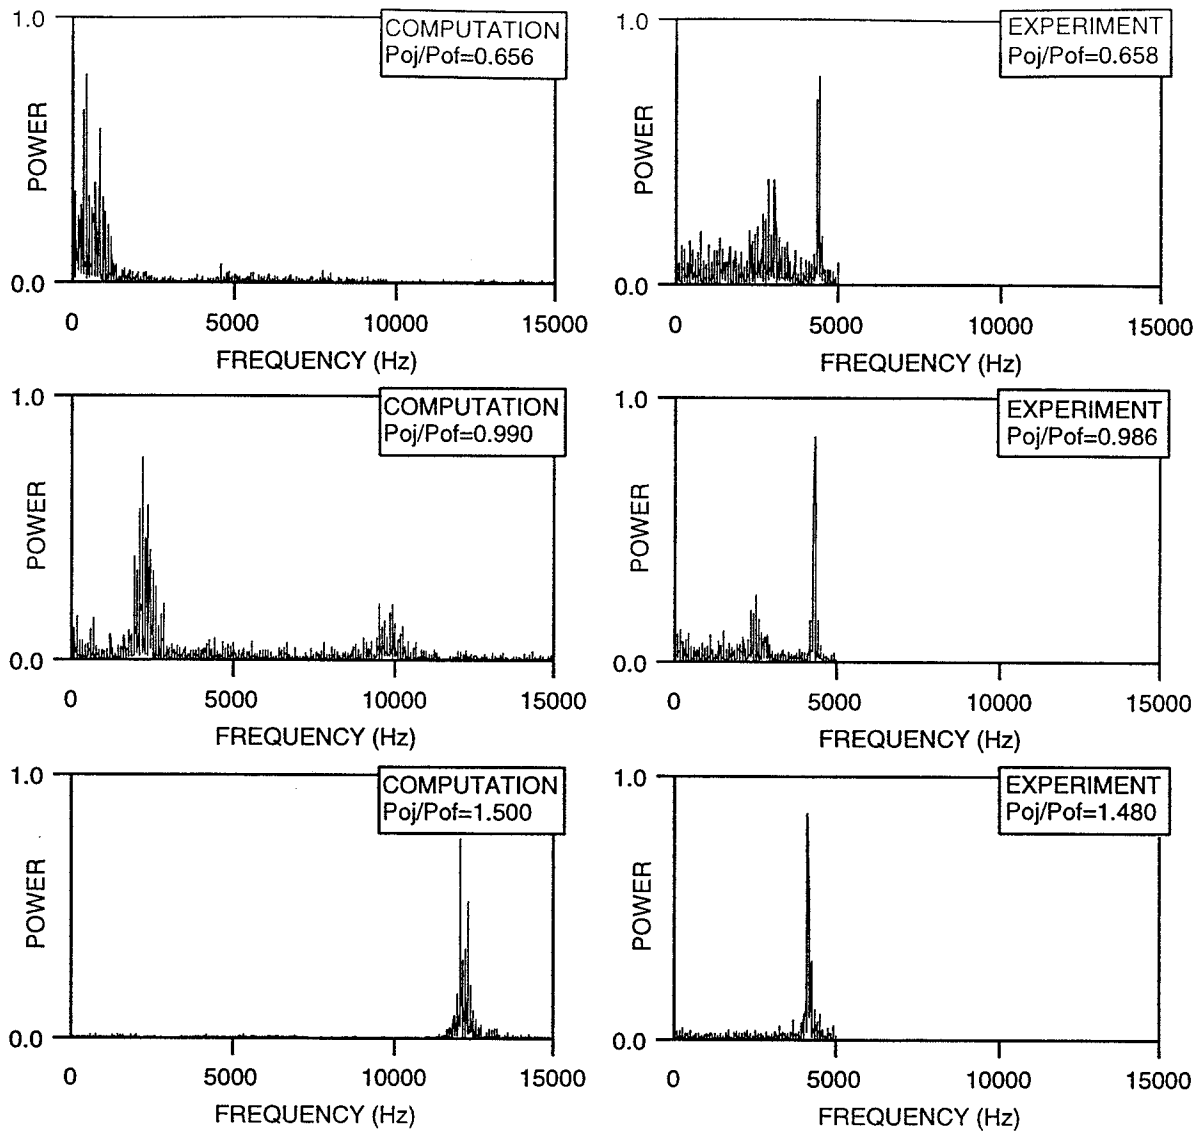 COMPUTATION
Poj/Pof=0.656
1.0
POWER
0.0
0 5000 10000 15000
FREQUENCY (Hz)
EXPERIMENT
Poj/Pof=0.658
1.0
POWER
0.0
0 5000 10000 15000
FREQUENCY (Hz)
COMPUTATION
Poj/Pof=0.990
1.0
POWER
0.0
0 5000 10000 15000
FREQUENCY (Hz)
EXPERIMENT
Poj/Pof=0.986
1.0
POWER
0.0
0 5000 10000 15000
FREQUENCY (Hz)
COMPUTATION
Poj/Pof=1.500
1.0
POWER
0.0
0 5000 10000 15000
FREQUENCY (Hz)
EXPERIMENT
Poj/Pof=1.480
1.0
POWER
0.0
0 5000 10000 15000
FREQUENCY (Hz)